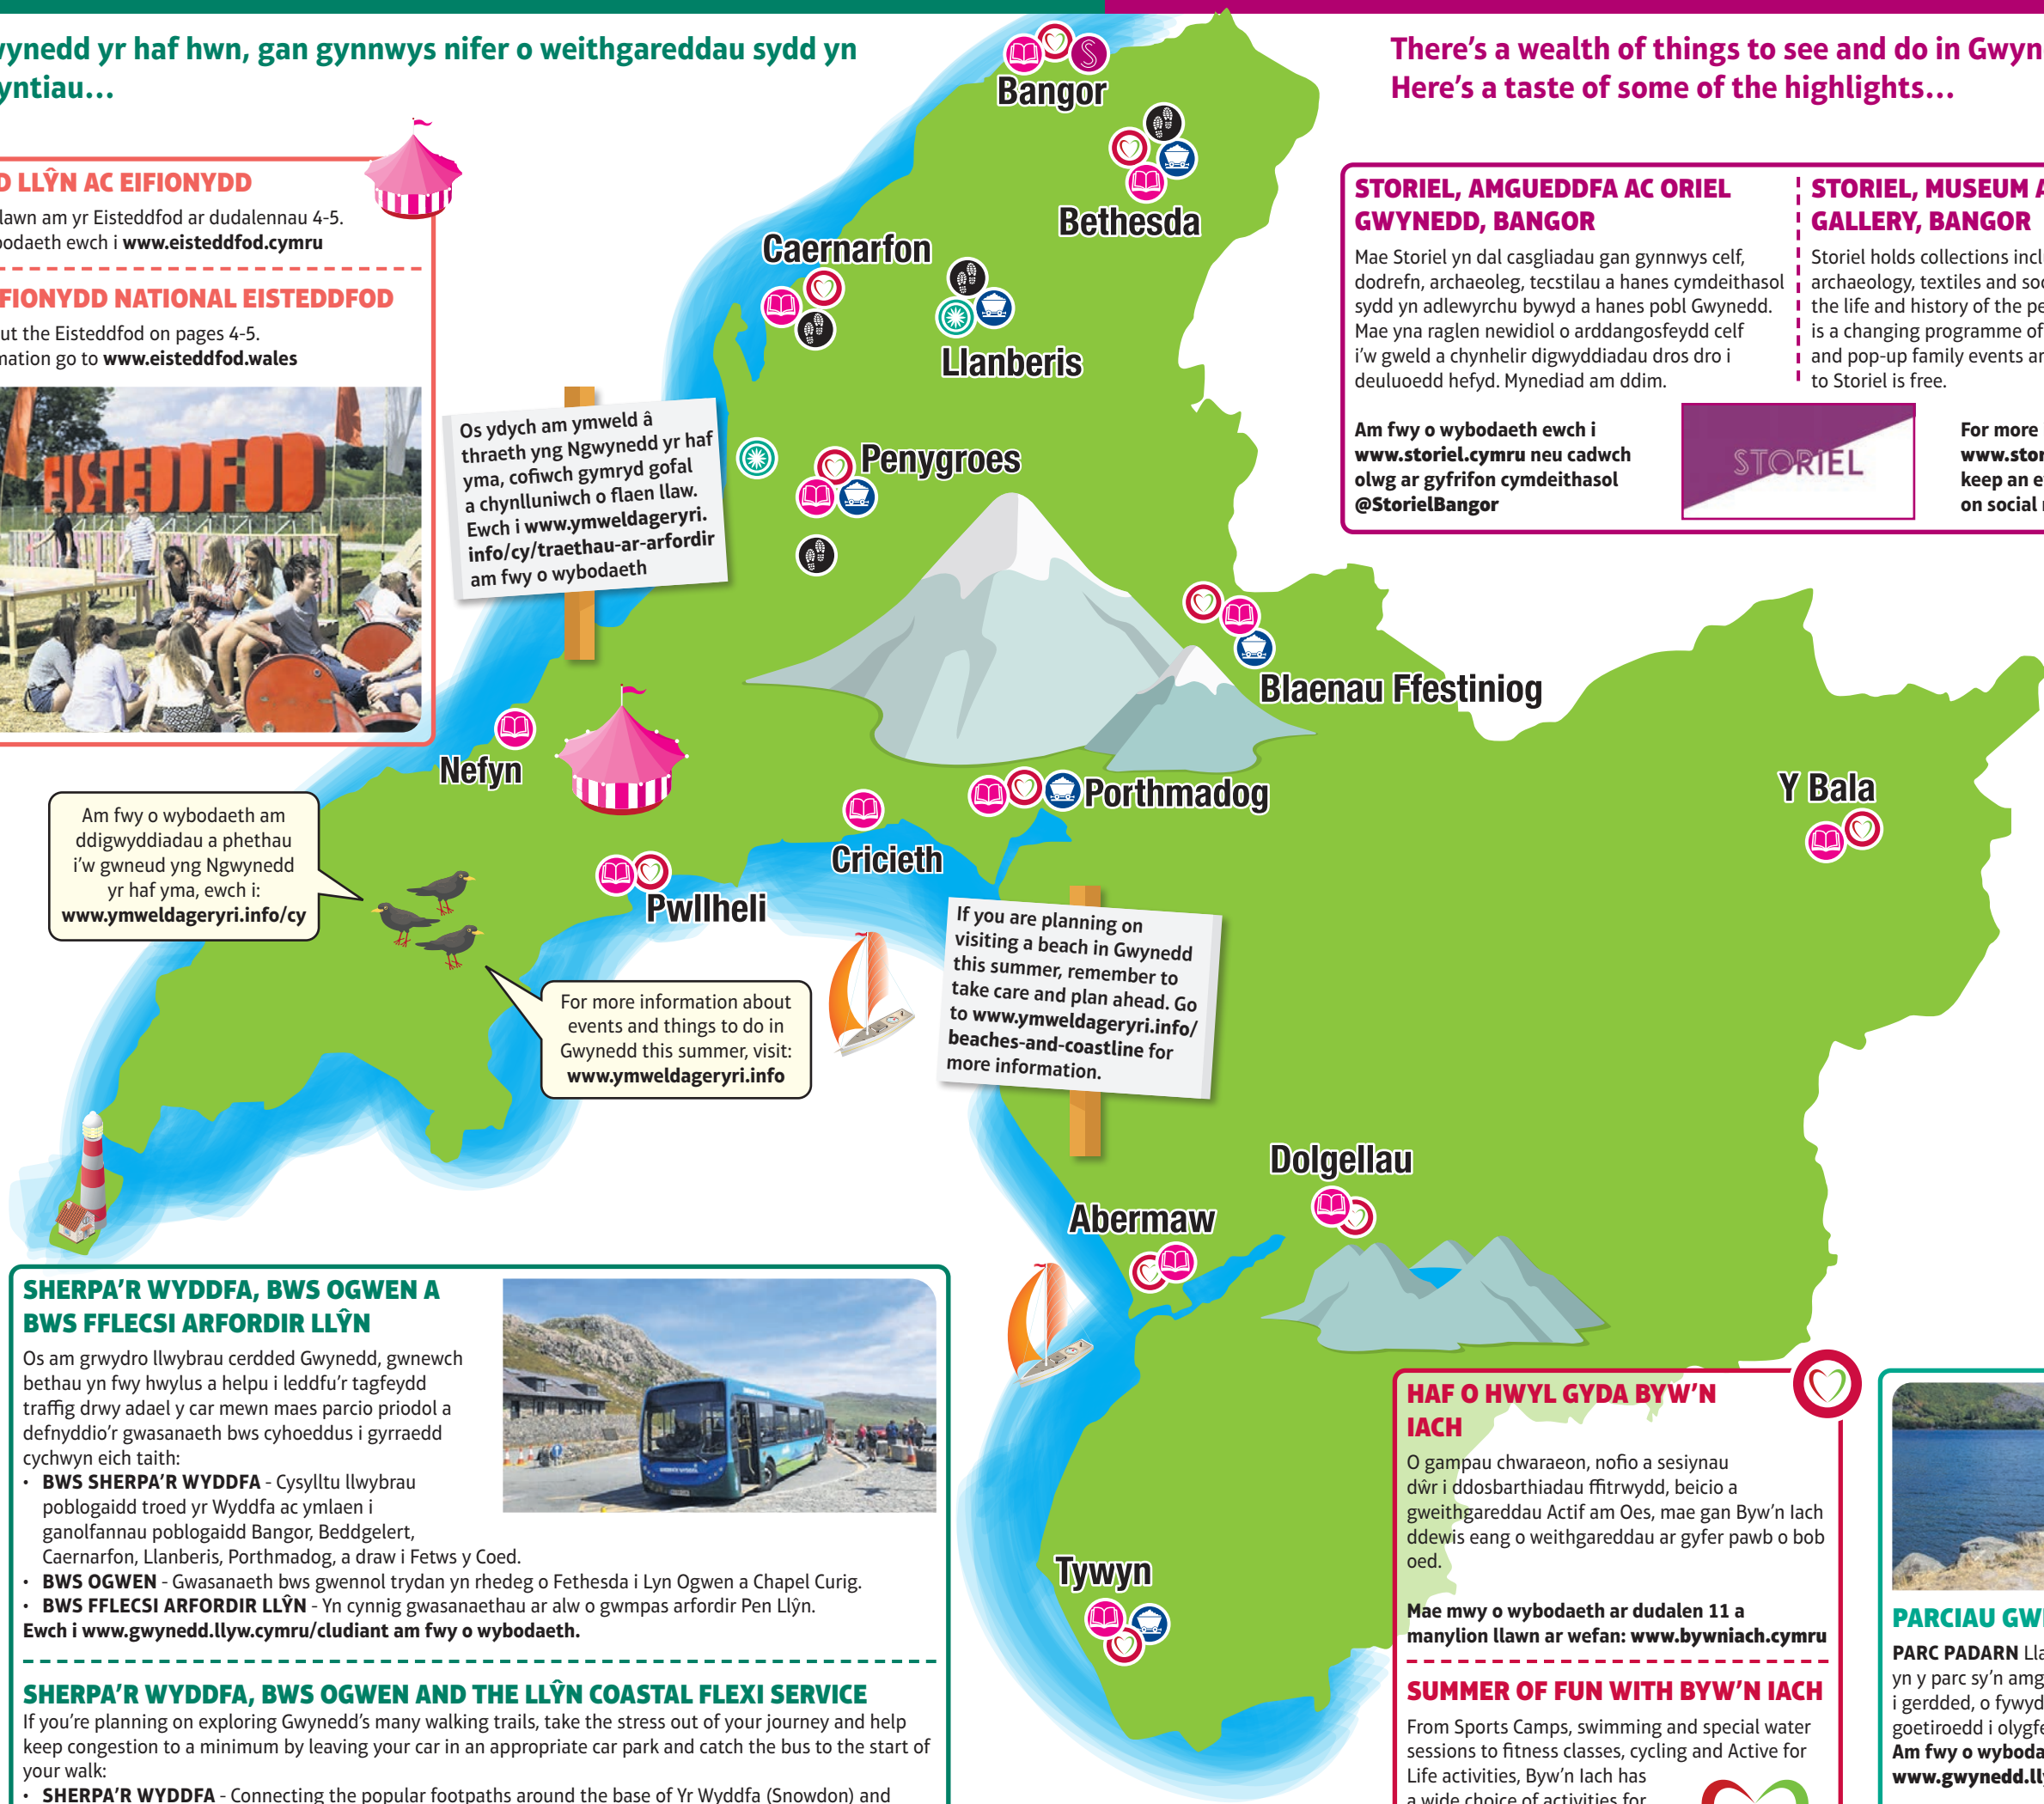 wynedd yr haf hwn, gan gynnwys nifer o weithgareddau sydd yn
yntiau...
There's a wealth of things to see and do in Gwyn
Here's a taste of some of the highlights...
D LLŶN AC EIFIONYDD
lawn am yr Eisteddfod ar dudalennau 4-5.
bodaeth ewch i www.eisteddfod.cymru
FIONYDD NATIONAL EISTEDDFOD
ut the Eisteddfod on pages 4-5.
mation go to www.eisteddfod.wales
EISTEDDFOD
Os ydych am ymweld â
thraeth yng Ngwynedd yr haf
yma, cofiwch gymryd gofal
a chynlluniwch o flaen llaw.
Ewch i www.ymweldageryri.
info/cy/traethau-ar-arfordir
am fwy o wybodaeth
Bangor
Bethesda
Caernarfon
Llanberis
Penygroes
Blaenau Ffestiniog
Nefyn
Porthmadog
Y Bala
Cricieth
Pwllheli
Dolgellau
Abermaw
Tywyn
STORIEL, AMGUEDDFA AC ORIEL
GWYNEDD, BANGOR
Mae Storiel yn dal casgliadau gan gynnwys celf,
dodrefn, archaeoleg, tecstilau a hanes cymdeithasol
sydd yn adlewyrchu bywyd a hanes pobl Gwynedd.
Mae yna raglen newidiol o arddangosfeydd celf
i'w gweld a chynhelir digwyddiadau dros dro i
deuluoedd hefyd. Mynediad am ddim.
Am fwy o wybodaeth ewch i
www.storiel.cymru neu cadwch
olwg ar gyfrifon cymdeithasol
@StorielBangor
STORIEL, MUSEUM A
GALLERY, BANGOR
Storiel holds collections incl
archaeology, textiles and soc
the life and history of the pe
is a changing programme of
and pop-up family events ar
to Storiel is free.
STORIEL
For more
www.stor
keep an e
on social
Am fwy o wybodaeth am
ddigwyddiadau a phethau
i'w gwneud yng Ngwynedd
yr haf yma, ewch i:
www.ymweldageryri.info/cy
For more information about
events and things to do in
Gwynedd this summer, visit:
www.ymweldageryri.info
If you are planning on
visiting a beach in Gwynedd
this summer, remember to
take care and plan ahead. Go
to www.ymweldageryri.info/
beaches-and-coastline for
more information.
SHERPA'R WYDDFA, BWS OGWEN A
BWS FFLECSI ARFORDIR LLŶN
Os am grwydro llwybrau cerdded Gwynedd, gwnewch
bethau yn fwy hwylus a helpu i leddfu'r tagfeydd
traffig drwy adael y car mewn maes parcio priodol a
defnyddio'r gwasanaeth bws cyhoeddus i gyrraedd
cychwyn eich taith:
• BWS SHERPA'R WYDDFA - Cysylltu llwybrau
poblogaidd troed yr Wyddfa ac ymlaen i
ganolfannau poblogaidd Bangor, Beddgelert,
Caernarfon, Llanberis, Porthmadog, a draw i Fetws y Coed.
• BWS OGWEN - Gwasanaeth bws gwennol trydan yn rhedeg o Fethesda i Lyn Ogwen a Chapel Curig.
• BWS FFLECSI ARFORDIR LLŶN - Yn cynnig gwasanaethau ar alw o gwmpas arfordir Pen Llŷn.
Ewch i www.gwynedd.llyw.cymru/cludiant am fwy o wybodaeth.
SHERPA'R WYDDFA, BWS OGWEN AND THE LLŶN COASTAL FLEXI SERVICE
If you're planning on exploring Gwynedd's many walking trails, take the stress out of your journey and help
keep congestion to a minimum by leaving your car in an appropriate car park and catch the bus to the start of
your walk:
• SHERPA'R WYDDFA - Connecting the popular footpaths around the base of Yr Wyddfa (Snowdon) and
HAF O HWYL GYDA BYW'N
IACH
O gampau chwaraeon, nofio a sesiynau
dŵr i ddosbarthiadau ffitrwydd, beicio a
gweithgareddau Actif am Oes, mae gan Byw'n Iach
ddewis eang o weithgareddau ar gyfer pawb o bob
oed.
Mae mwy o wybodaeth ar dudalen 11 a
manylion llawn ar wefan: www.bywniach.cymru
SUMMER OF FUN WITH BYW'N IACH
From Sports Camps, swimming and special water
sessions to fitness classes, cycling and Active for
Life activities, Byw'n Iach has
a wide choice of activities for
PARCIAU GW
PARC PADARN Lla
yn y parc sy'n amg
i gerdded, o fywyd
goetiroedd i olygfe
Am fwy o wyboda
www.gwynedd.lly